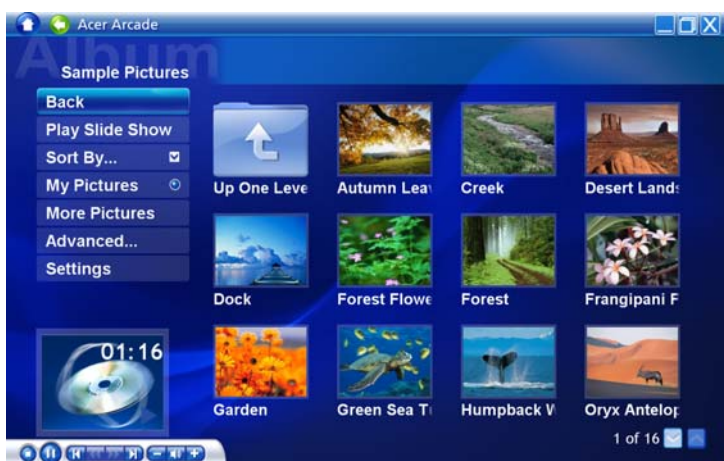 Acer Arcade
Album
Sample Pictures
Back
Play Slide Show
Sort By...
My Pictures
More Pictures
Advanced...
Settings
Up One Leve
Autumn Lea
Creek
Desert Lands
Dock
Forest Flowe
Forest
Frangipani F
Garden
Green Sea T
Humpback W
Oryx Antelop
01:16
1 of 16